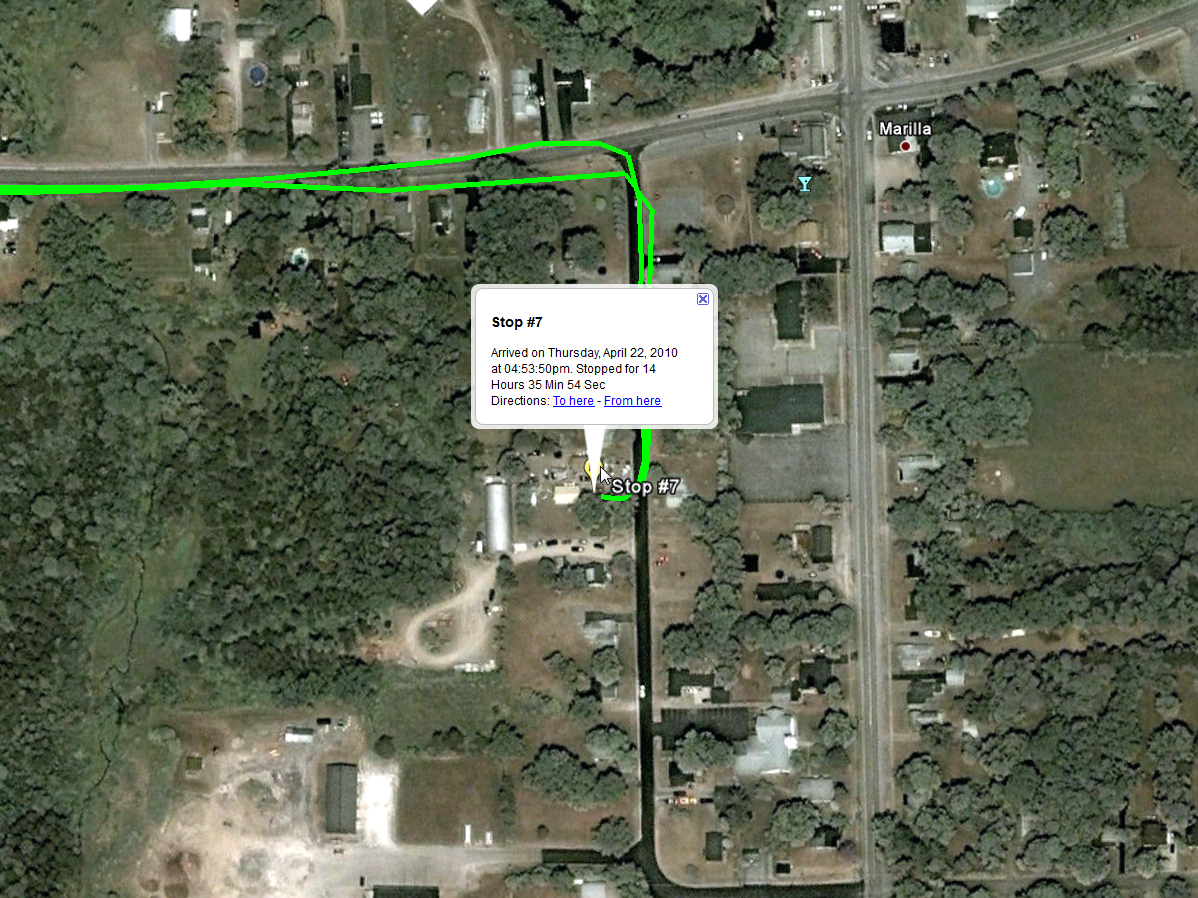 Marilla
Stop #7
Arrived on Thursday, April 22, 2010
at 04:53:50pm. Stopped for 14
Hours 35 Min 54 Sec
Directions: To here - From here
Stop #7